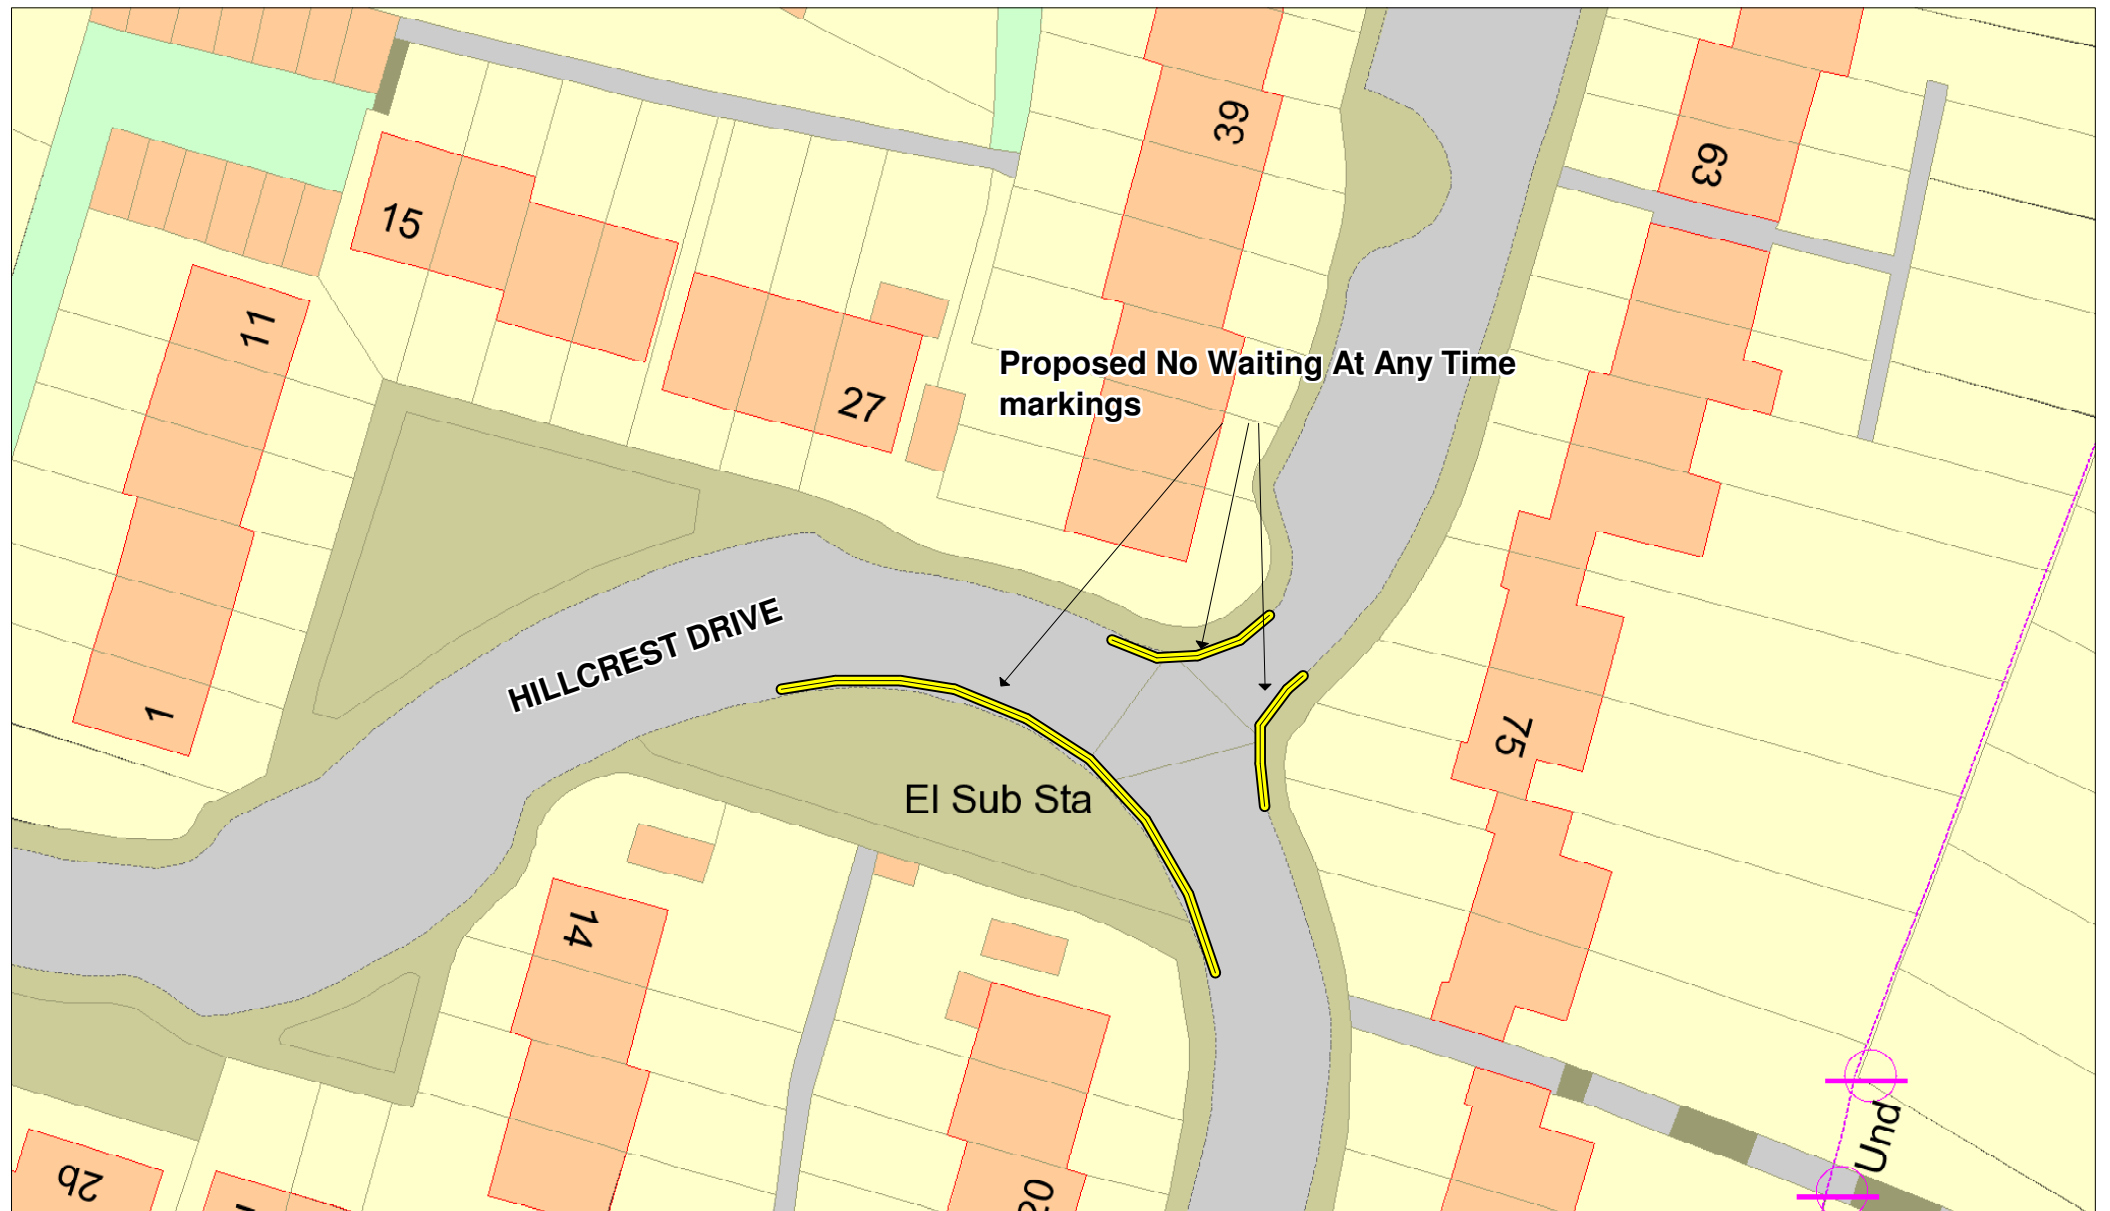 39
63
15
11
Proposed No Waiting At Any Time
markings
27
HILLCREST DRIVE
1
75
El Sub Sta
14
Und
2b